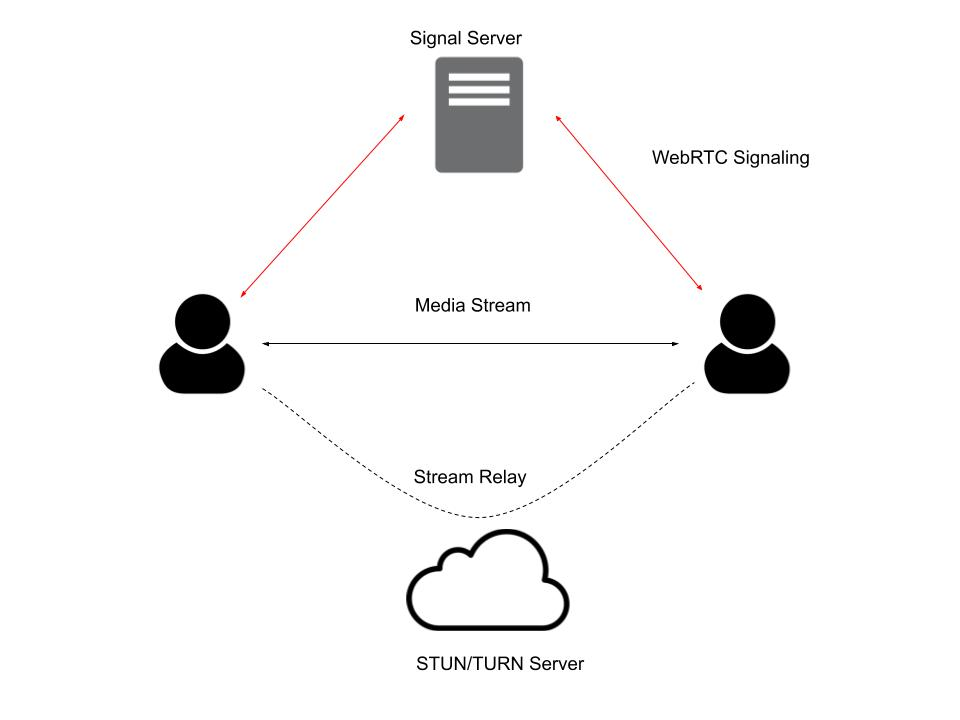 Signal Server
WebRTC Signaling
Media Stream
Stream Relay
STUN/TURN Server